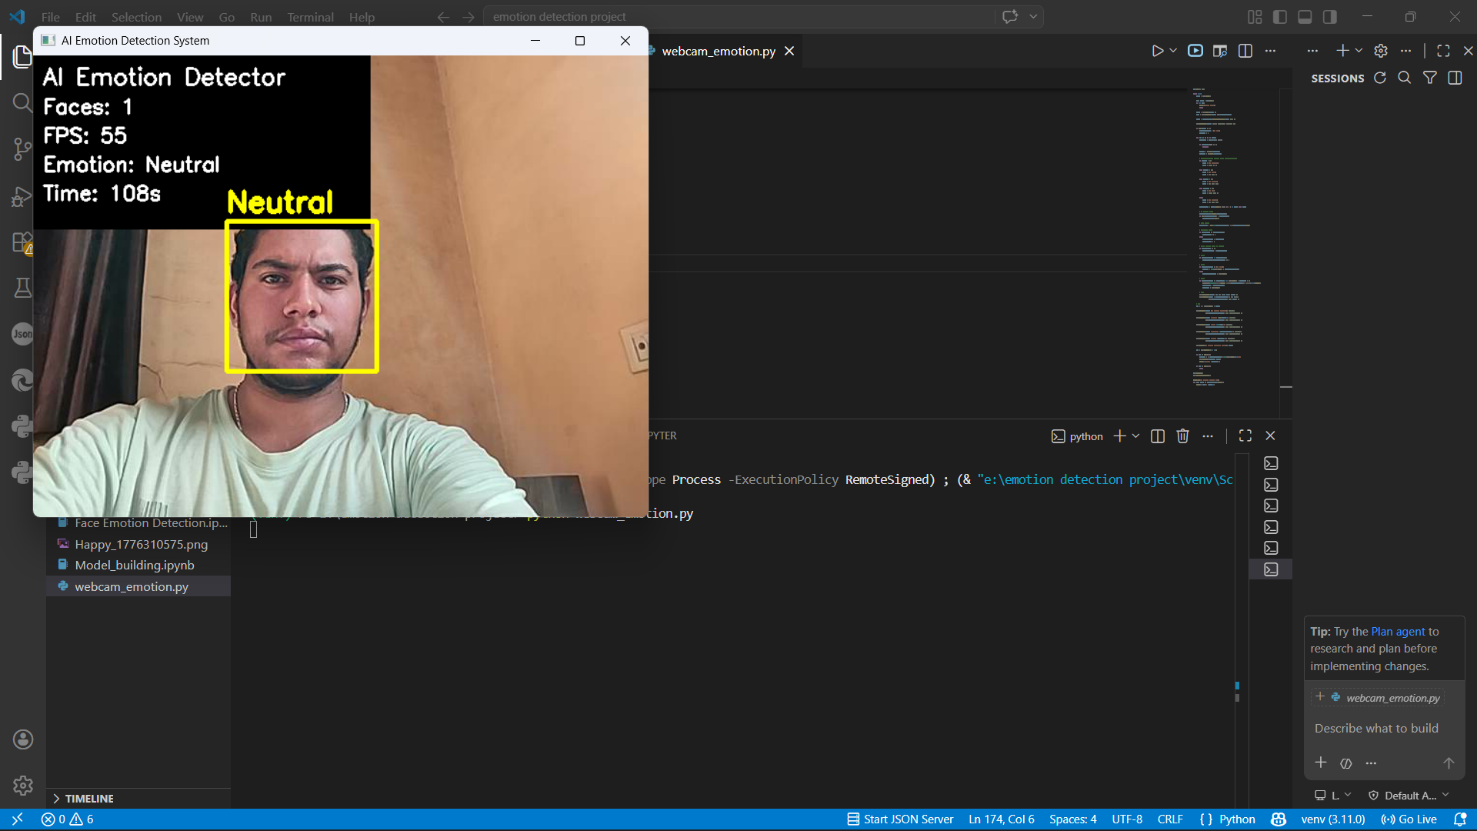 File Edit Selection View Go Run Terminal Help
emotion detection project
AI Emotion Detection System
webcam_emotion.py
SESSIONS
AI Emotion Detector
Faces: 1
FPS: 55
Emotion: Neutral
Time: 108s
Neutral
Json
PYTER
python
ope Process -ExecutionPolicy RemoteSigned) ; (& "e:\emotion detection project\venv\Sc
Face Emotion Detection.ip...
Happy_1776310575.png
Model_building.ipynb
webcam_emotion.py
Tip: Try the Plan agent to
research and plan before
implementing changes.
webcam_emotion.py
Describe what to build
L.
Default A...
TIMELINE
0 6
Start JSON Server
Ln 174, Col 6
Spaces: 4
UTF-8
CRLF
{ } Python
venv (3.11.0)
Go Live